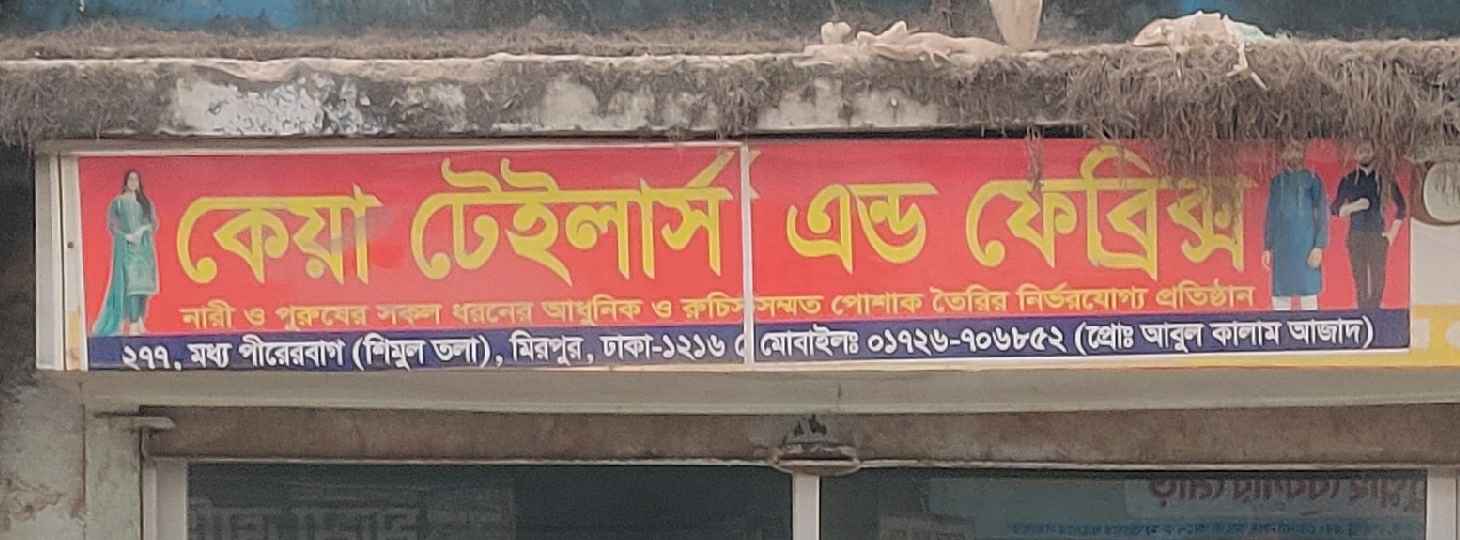 কেয়া টেইলার্স এন্ড ফেব্রিক্স
নারী ও পুরুষের সকল ধরনের আধুনিক ও রুচিসম্মত পোশাক তৈরির নির্ভরযোগ্য প্রতিষ্ঠান
২৭৭, মধ্য পীরেরবাগ (শিমুল তলা), মিরপুর, ঢাকা-১২১৬ মোবাইলঃ ০১৭২৬-৭০৬৮৫২ (প্রোঃ আবুল কালাম আজাদ)